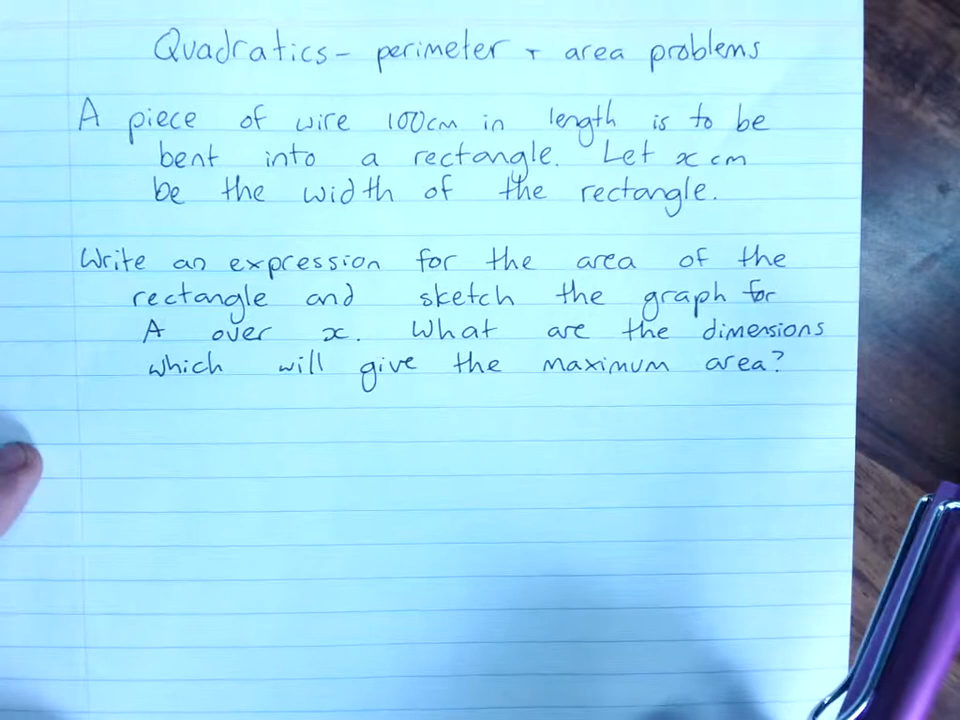 Quadratics - perimeter + area problems
A piece of wire 100cm in length is to be
bent into a rectangle. Let x cm
be the width of the rectangle.
Write an expression for the area of the
rectangle and sketch the graph for
A over x. What are the dimensions
which will give the maximum area?